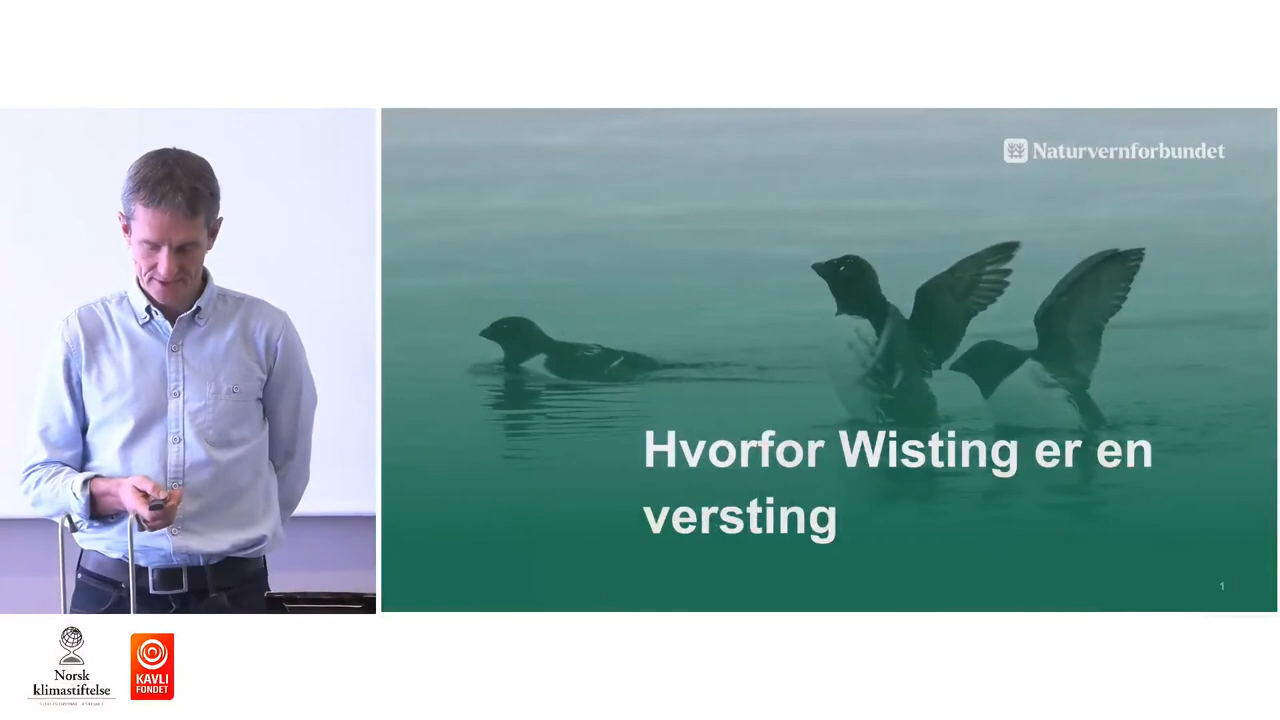 Naturvernforbundet
Hvorfor Wisting er en
versting
1
Norsk
klimastiftelse
KAVLI
FONDET